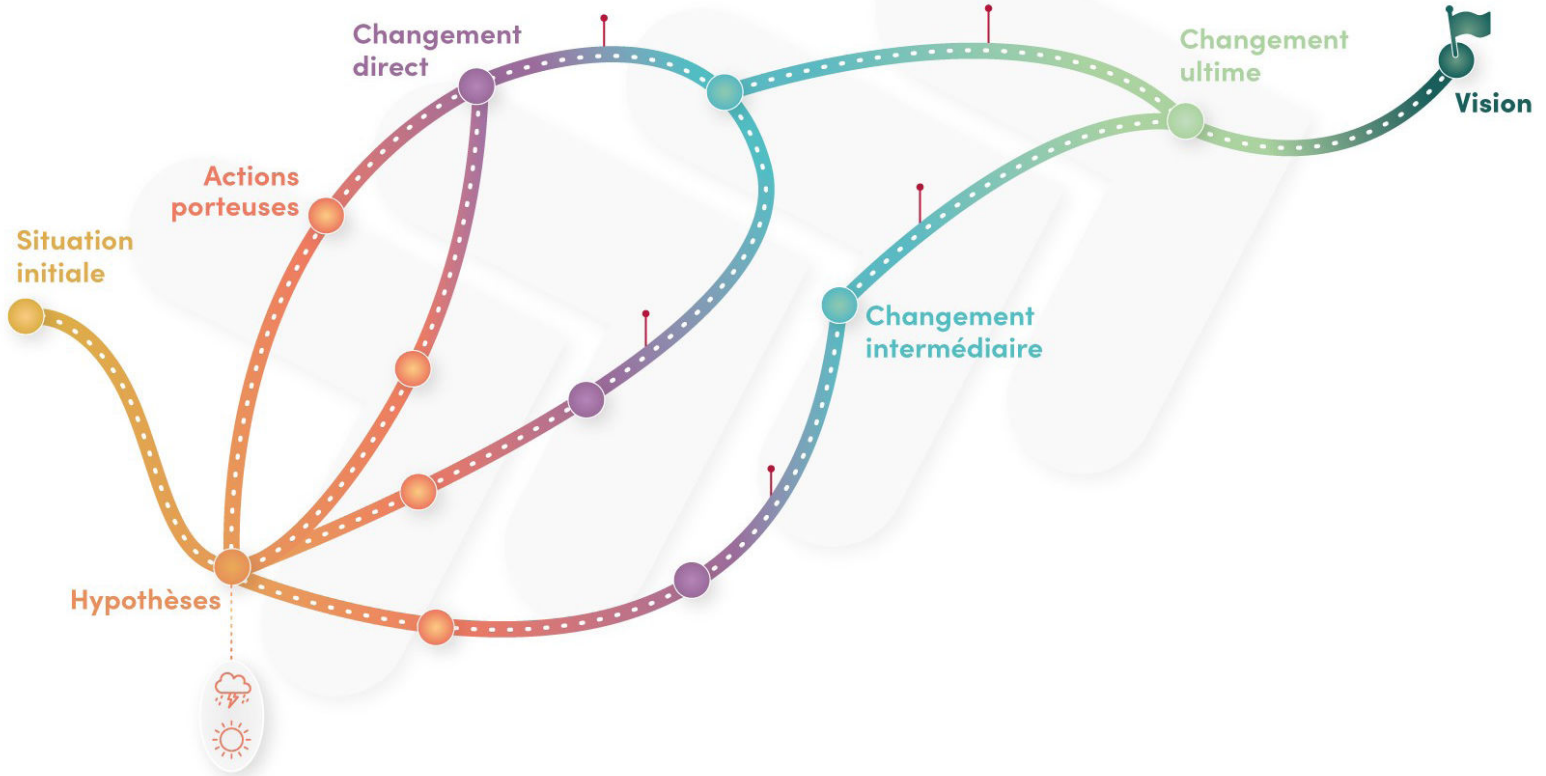 Changement
direct
Changement
ultime
Vision
Actions
porteuses
Situation
initiale
Changement
intermédiaire
Hypothèses